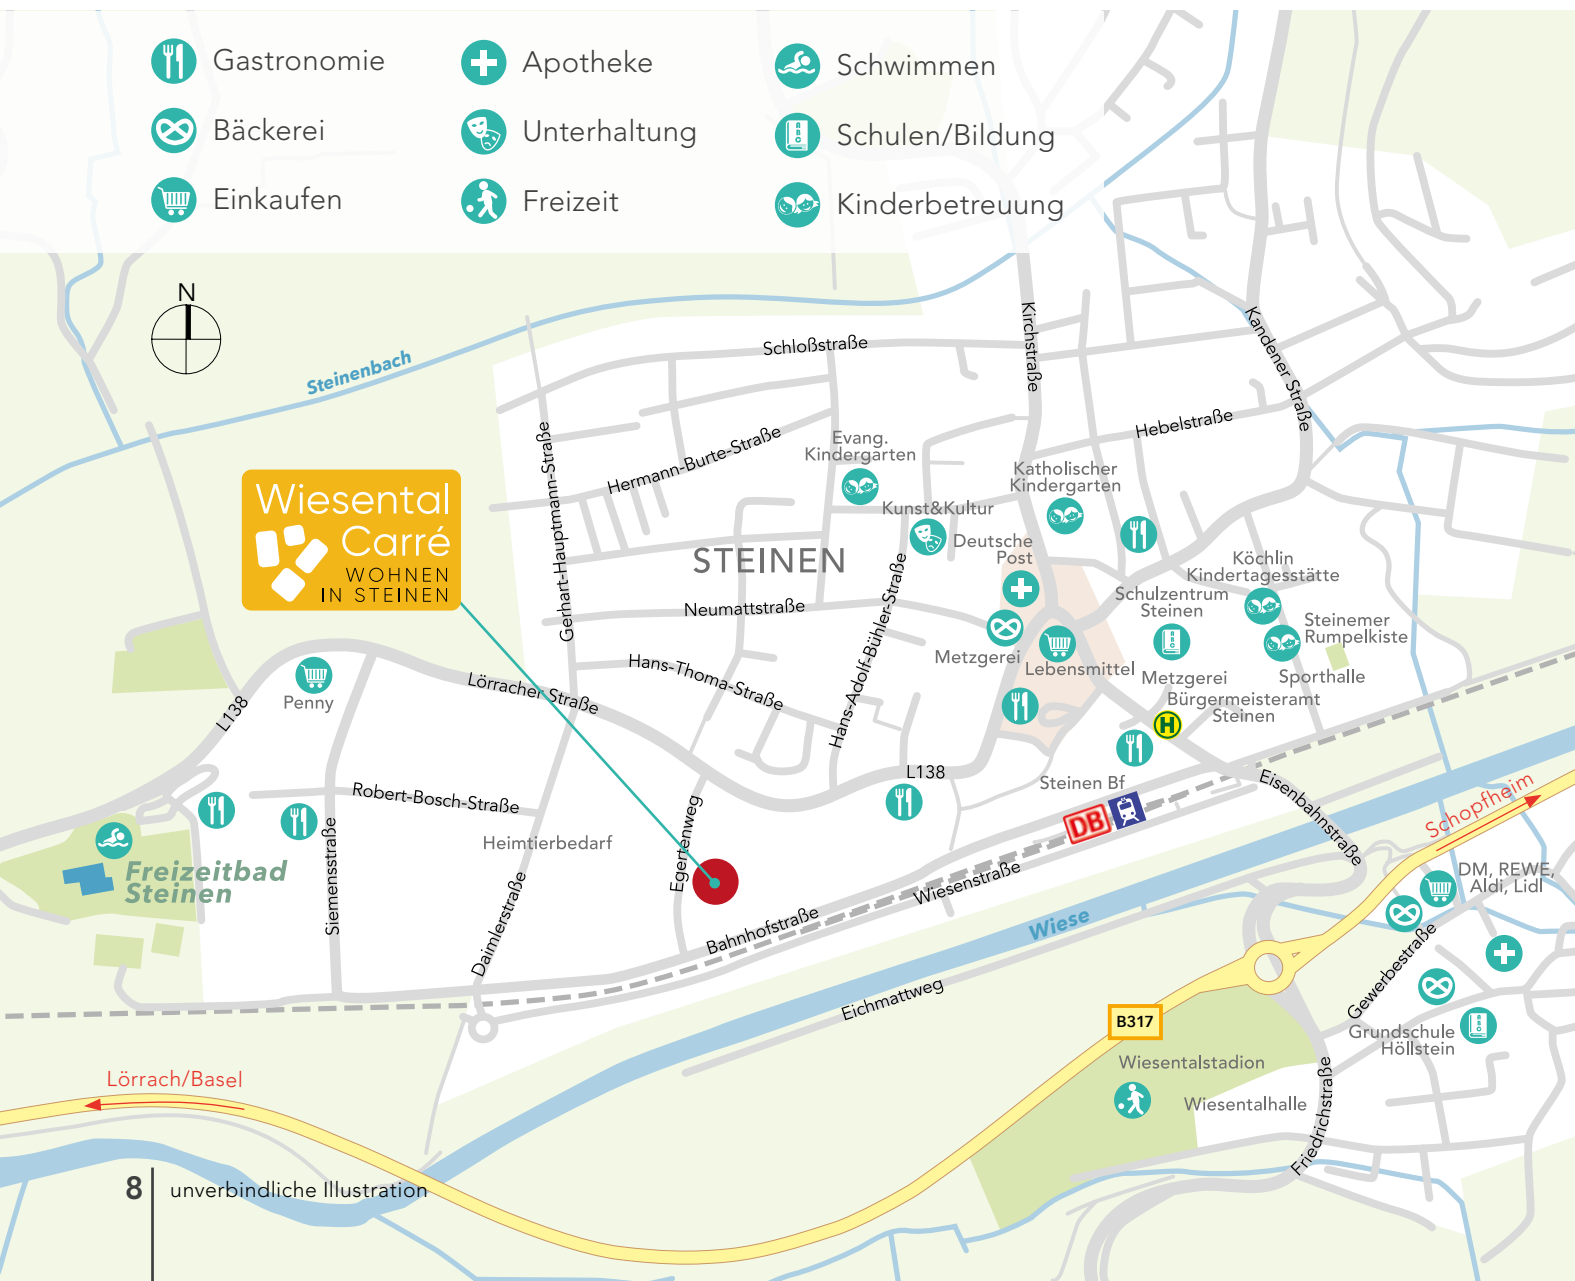 Gastronomie
Apotheke
Schwimmen
Bäckerei
Unterhaltung
Schulen/Bildung
Einkaufen
Freizeit
Kinderbetreuung
N
Steinenbach
Schloßstraße
Kirchstraße
Kandener Straße
Hebelstraße
Gerhart-Hauptmann-Straße
Hermann-Burte-Straße
Evang.
Kindergarten
Katholischer
Kindergarten
Wiesental
Carré
WOHNEN
IN STEINEN
Kunst&Kultur
Deutsche
Post
STEINEN
Köchlin
Kindertagesstätte
Schulzentrum
Steinen
Neumattstraße
Hans-Adolf-Bühler-Straße
Steinemer
Rumpelkiste
Metzgerei
Lebensmittel
Hans-Thoma-Straße
Metzgerei
Sporthalle
Bürgermeisteramt
Steinen
H
Penny
Lörracher Straße
L138
L138
Steinen Bf
DB
Eisenbahnstraße
Schopfheim
Robert-Bosch-Straße
Heimtierbedarf
Egertenweg
Siemensstraße
Daimlerstraße
Freizeitbad
Steinen
Bahnhofstraße
Wiesenstraße
Wiese
DM, REWE,
Aldi, Lidl
Gewerbestraße
Eichmattweg
B317
Grundschule
Höllstein
Wiesentalstadion
Wiesentalhalle
Friedrichstraße
Lörrach/Basel
8
unverbindliche Illustration